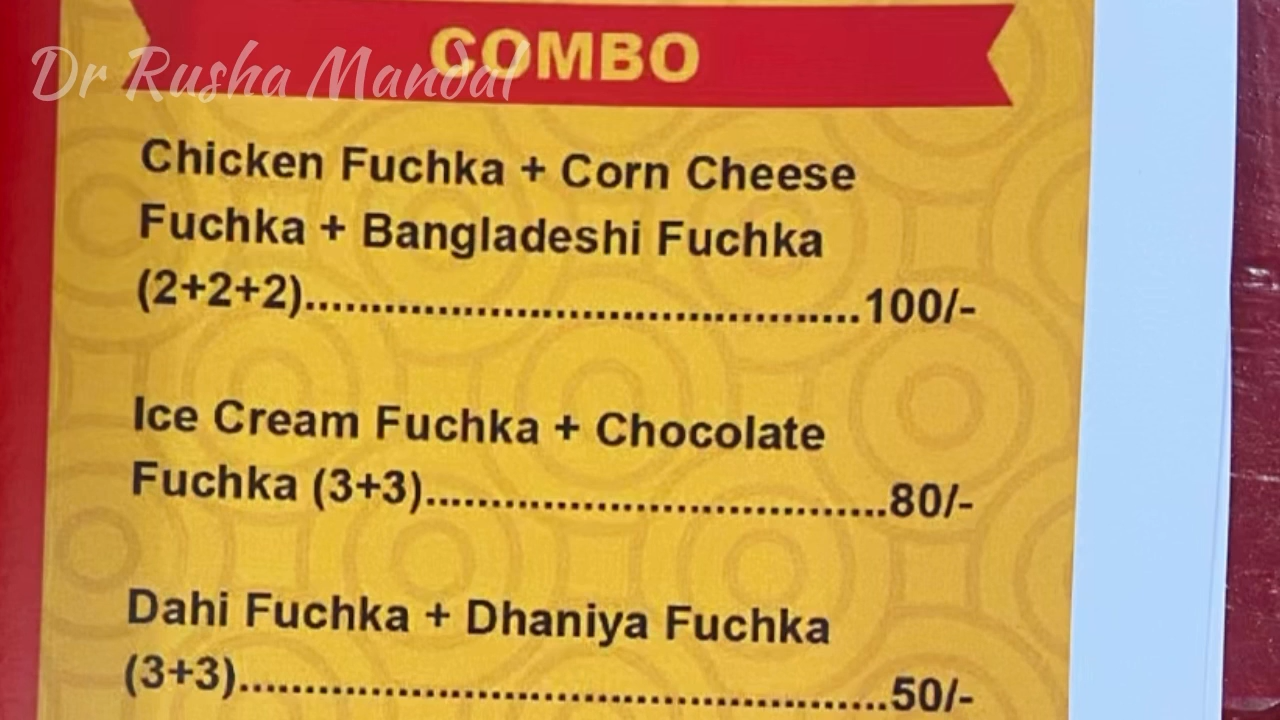 Dr Rusha Mandal
COMBO
Chicken Fuchka + Corn Cheese
Fuchka + Bangladeshi Fuchka
(2+2+2)...........................................100/-
Ice Cream Fuchka + Chocolate
Fuchka (3+3)....................................80/-
Dahi Fuchka + Dhaniya Fuchka
(3+3)..................................................50/-